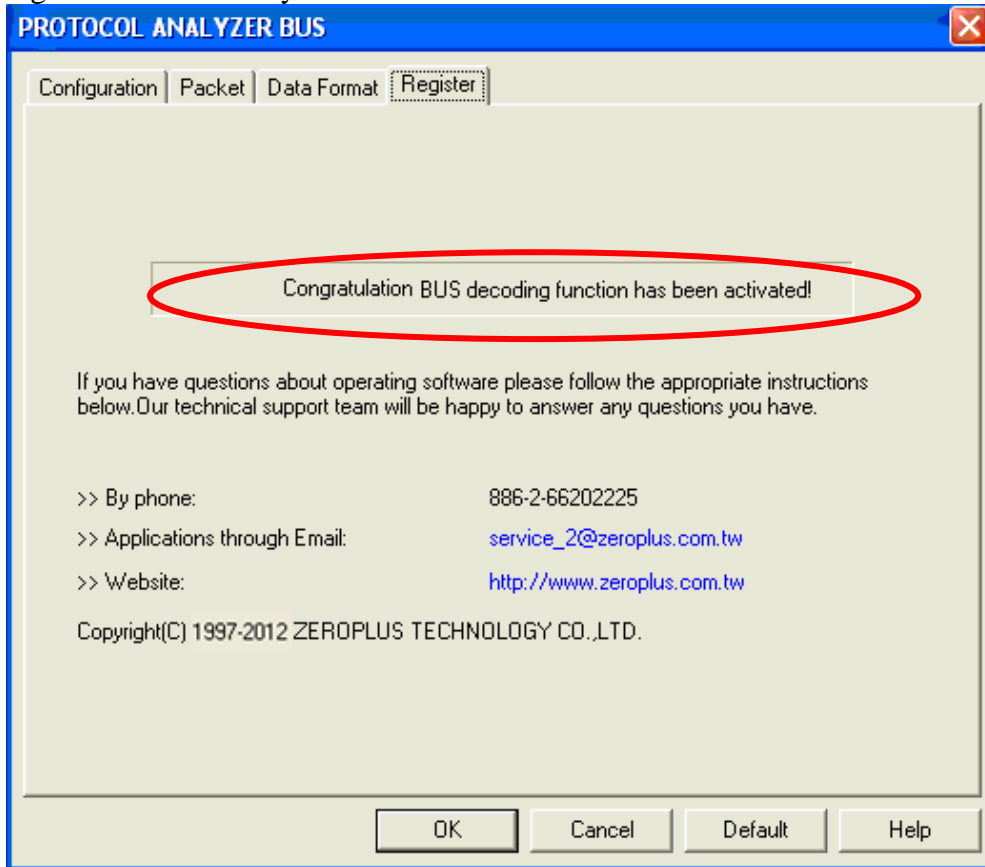 PROTOCOL ANALYZER BUS
Configuration Packet Data Format Register
Congratulation BUS decoding function has been activated!
If you have questions about operating software please follow the appropriate instructions
below.Our technical support team will be happy to answer any questions you have.
>> By phone: 886-2-66202225
>> Applications through Email: service_2@zeroplus.com.tw
>> Website: http://www.zeroplus.com.tw
Copyright(C) 1997-2012 ZEROPLUS TECHNOLOGY CO.,LTD.
OK Cancel Default Help